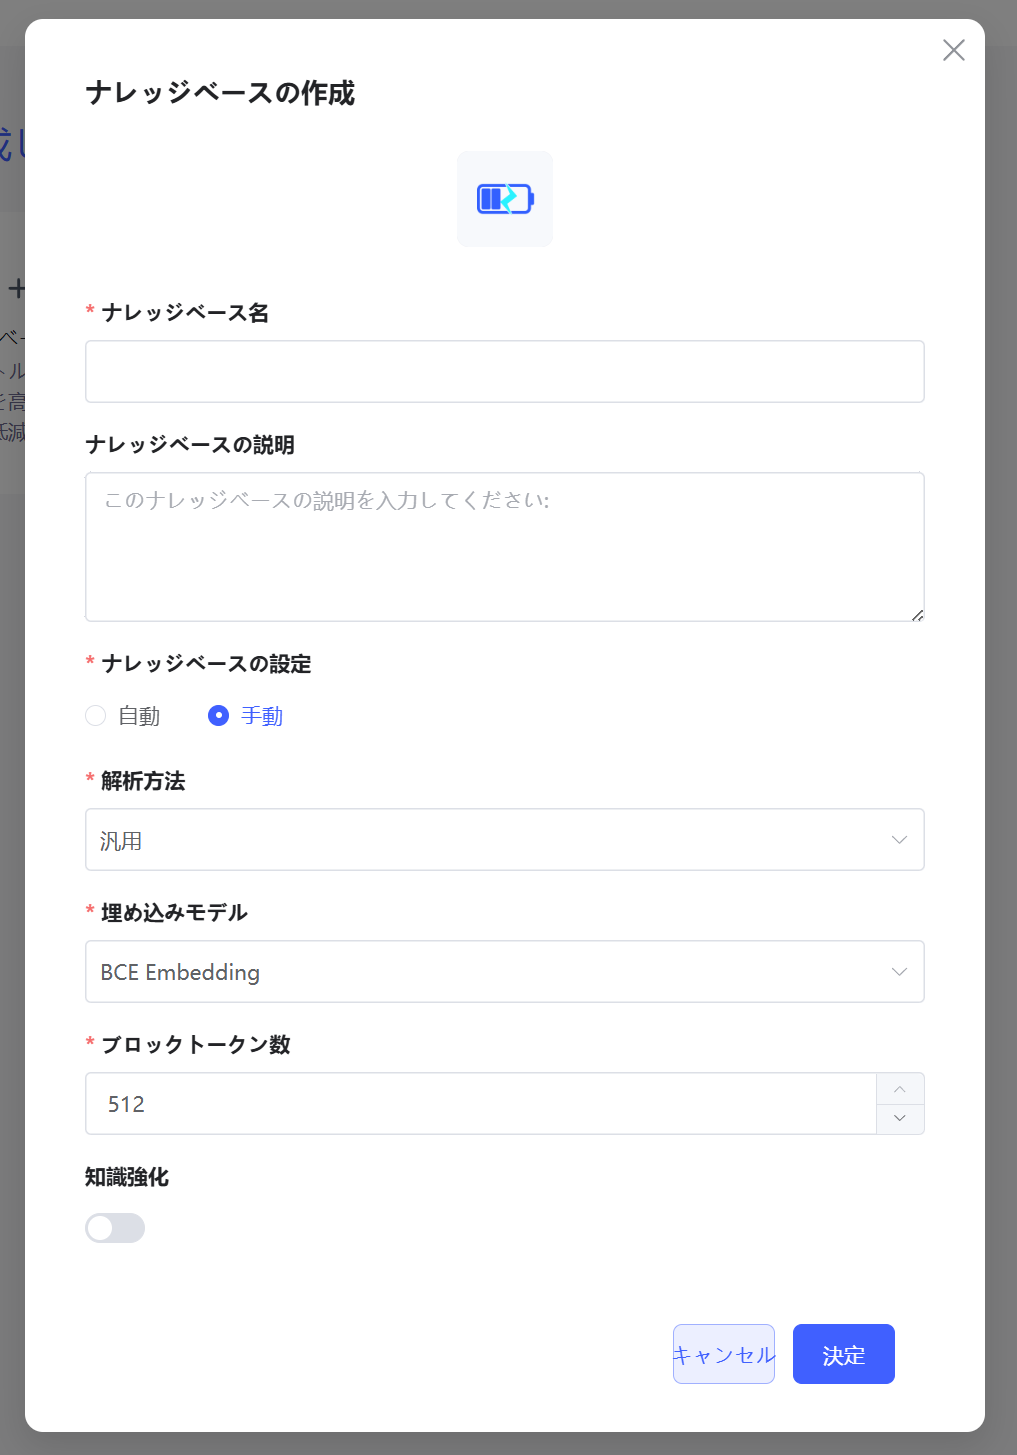 ナレッジベースの作成
* ナレッジベース名
ナレッジベースの説明
このナレッジベースの説明を入力してください:
* ナレッジベースの設定
自動 手動
* 解析方法
汎用
* 埋め込みモデル
BCE Embedding
* ブロックトークン数
512
知識強化
キャンセル 決定